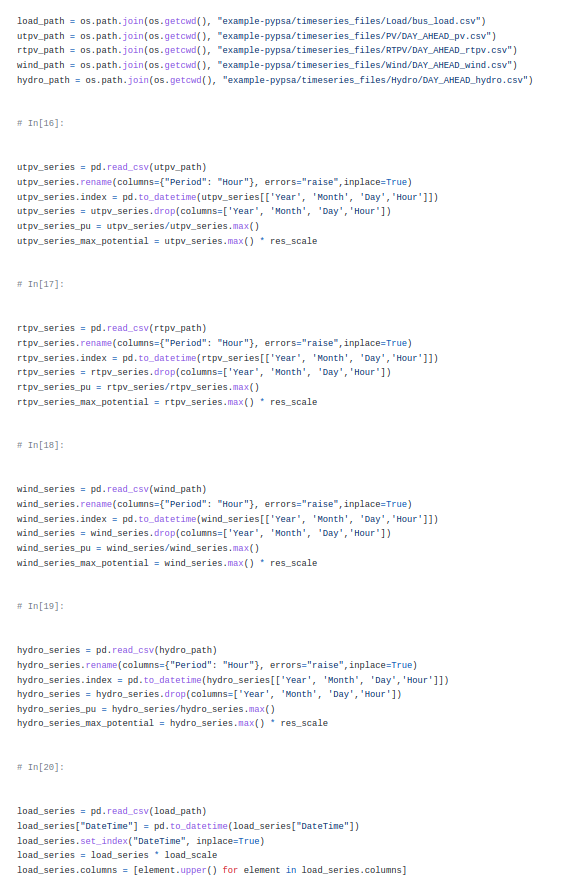 load_path = os.path.join(os.getcwd(), "example-pypsa/timeseries_files/Load/bus_load.csv")
utpv_path = os.path.join(os.getcwd(), "example-pypsa/timeseries_files/PV/DAY_AHEAD_pv.csv")
rtpv_path = os.path.join(os.getcwd(), "example-pypsa/timeseries_files/RTPV/DAY_AHEAD_rtpv.csv")
wind_path = os.path.join(os.getcwd(), "example-pypsa/timeseries_files/Wind/DAY_AHEAD_wind.csv")
hydro_path = os.path.join(os.getcwd(), "example-pypsa/timeseries_files/Hydro/DAY_AHEAD_hydro.csv")
# In[16]:
utpv_series = pd.read_csv(utpv_path)
utpv_series.rename(columns={"Period": "Hour"}, errors="raise",inplace=True)
utpv_series.index = pd.to_datetime(utpv_series[['Year', 'Month', 'Day','Hour']])
utpv_series = utpv_series.drop(columns=['Year', 'Month', 'Day','Hour'])
utpv_series_pu = utpv_series/utpv_series.max()
utpv_series_max_potential = utpv_series.max() * res_scale
# In[17]:
rtpv_series = pd.read_csv(rtpv_path)
rtpv_series.rename(columns={"Period": "Hour"}, errors="raise",inplace=True)
rtpv_series.index = pd.to_datetime(rtpv_series[['Year', 'Month', 'Day','Hour']])
rtpv_series = rtpv_series.drop(columns=['Year', 'Month', 'Day','Hour'])
rtpv_series_pu = rtpv_series/rtpv_series.max()
rtpv_series_max_potential = rtpv_series.max() * res_scale
# In[18]:
wind_series = pd.read_csv(wind_path)
wind_series.rename(columns={"Period": "Hour"}, errors="raise",inplace=True)
wind_series.index = pd.to_datetime(wind_series[['Year', 'Month', 'Day','Hour']])
wind_series = wind_series.drop(columns=['Year', 'Month', 'Day','Hour'])
wind_series_pu = wind_series/wind_series.max()
wind_series_max_potential = wind_series.max() * res_scale
# In[19]:
hydro_series = pd.read_csv(hydro_path)
hydro_series.rename(columns={"Period": "Hour"}, errors="raise",inplace=True)
hydro_series.index = pd.to_datetime(hydro_series[['Year', 'Month', 'Day','Hour']])
hydro_series = hydro_series.drop(columns=['Year', 'Month', 'Day','Hour'])
hydro_series_pu = hydro_series/hydro_series.max()
hydro_series_max_potential = hydro_series.max() * res_scale
# In[20]:
load_series = pd.read_csv(load_path)
load_series["DateTime"] = pd.to_datetime(load_series["DateTime"])
load_series.set_index("DateTime", inplace=True)
load_series = load_series * load_scale
load_series.columns = [element.upper() for element in load_series.columns]